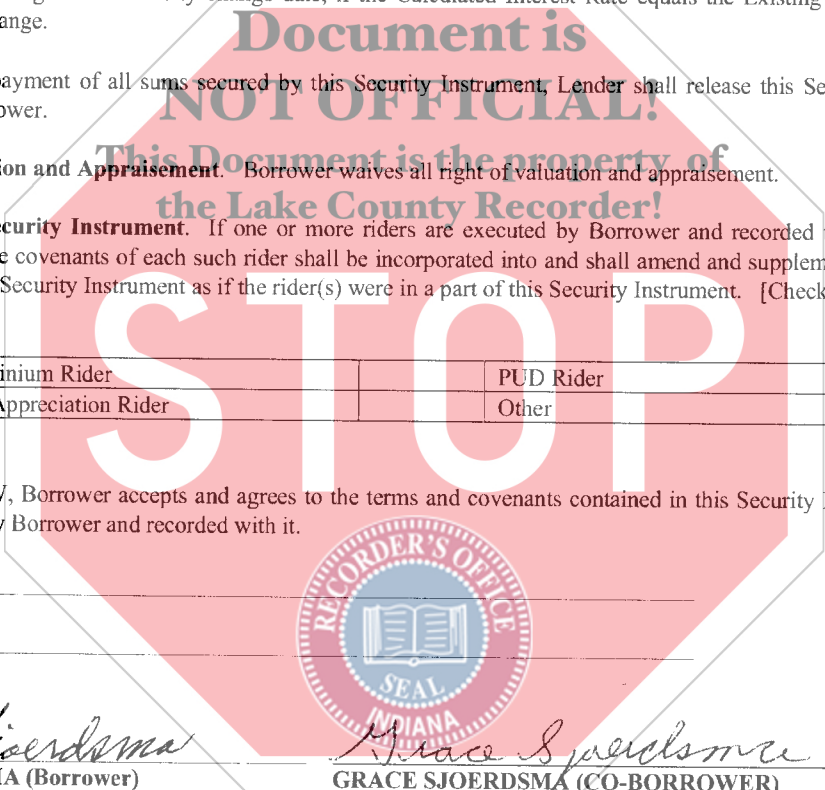 Document is
ange.
NOT OFFICIAL!
ayment of all sums secured by this Security Instrument, Lender shall release this Se
ower.
This Document is the property of
ion and Appraisement. Borrower waives all right of valuation and appraisement.
the Lake County Recorder!
curity Instrument. If one or more riders are executed by Borrower and recorded
e covenants of each such rider shall be incorporated into and shall amend and supplem
Security Instrument as if the rider(s) were in a part of this Security Instrument. [Check
STOP
inium Rider PUD Rider
Appreciation Rider Other
, Borrower accepts and agrees to the terms and covenants contained in this Security
y Borrower and recorded with it.
RECORDER'S OFFICE
SEAL
INDIANA
joerdsma Grace Sjoerdsma
MA (Borrower) GRACE SJOERDSMA (CO-BORROWER)